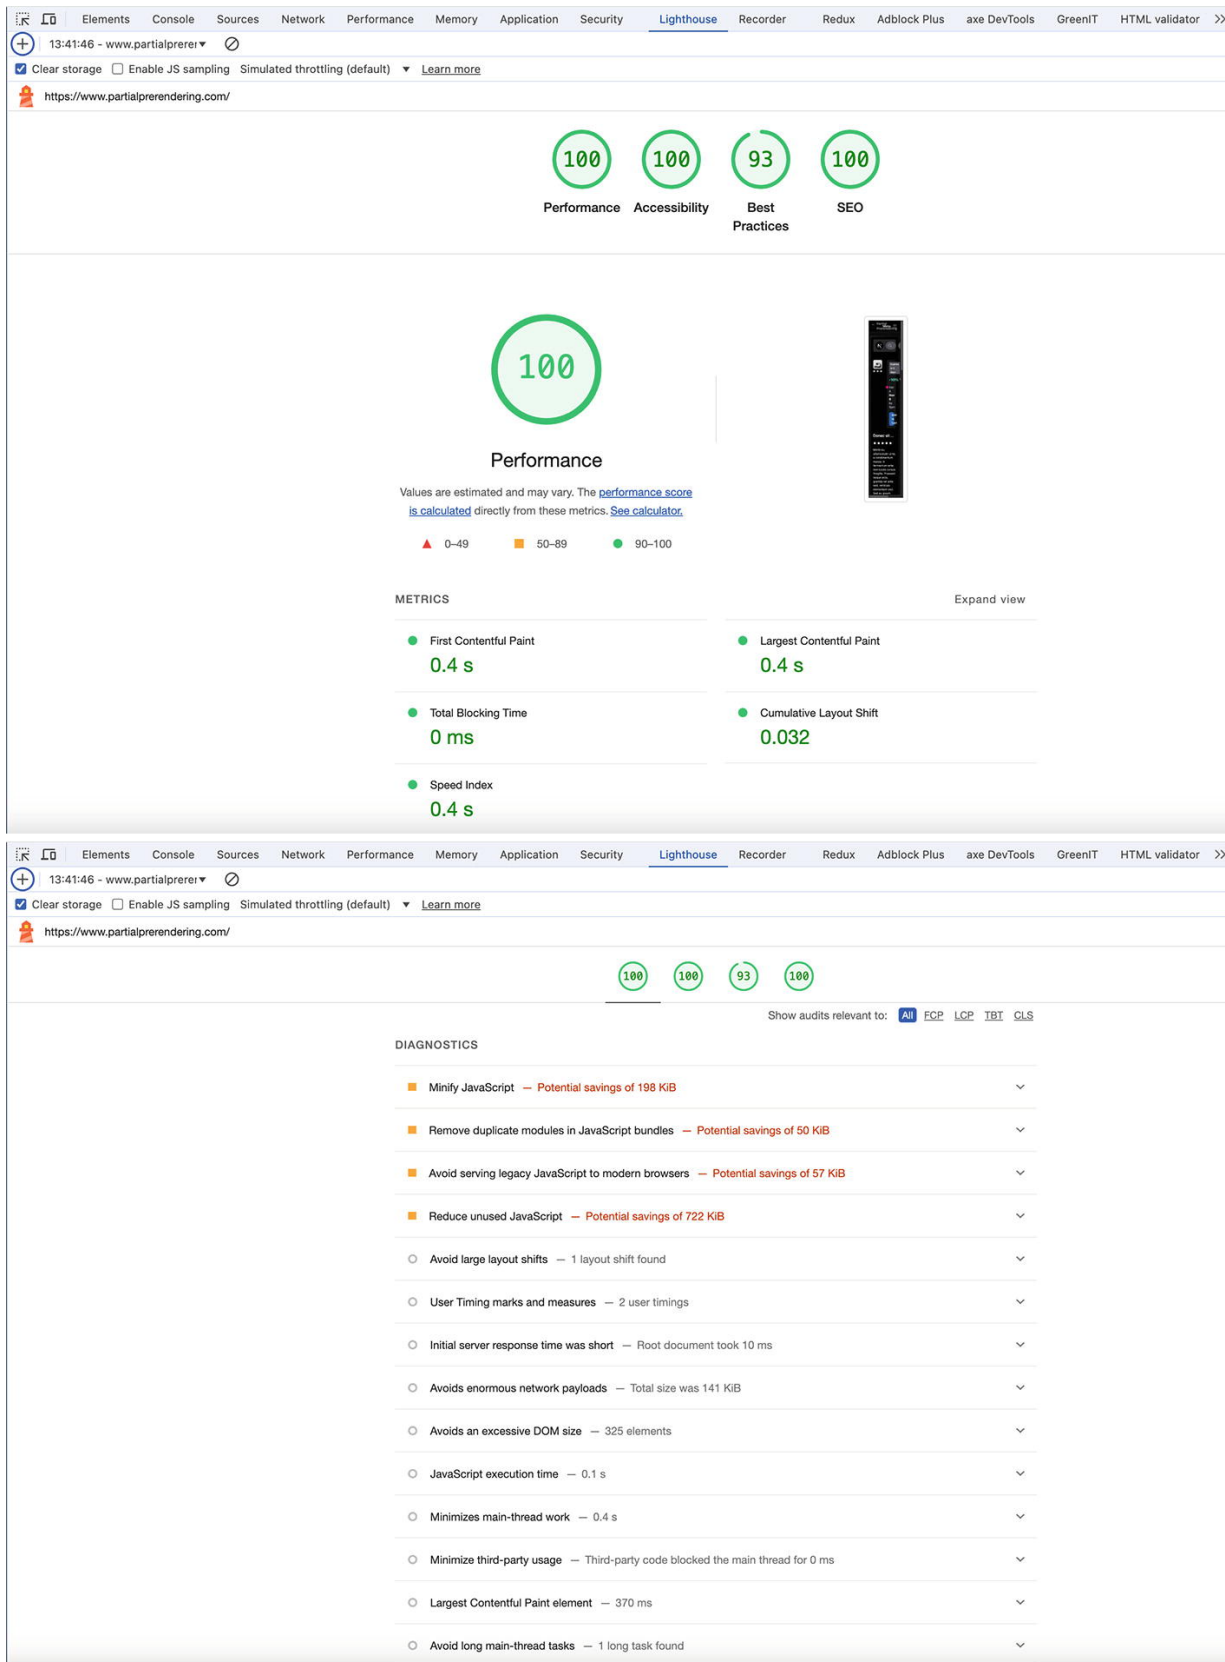 Elements Console Sources Network Performance Memory Application Security Lighthouse Recorder Redux Adblock Plus axe DevTools GreenIT HTML validator
13:41:46 - www.partialprerer
Clear storage Enable JS sampling Simulated throttling (default) Learn more
https://www.partialprerendering.com/
100 100 93 100
Performance Accessibility Best Practices SEO
100
Performance
Values are estimated and may vary. The performance score
is calculated directly from these metrics. See calculator.
0–49 50–89 90–100
METRICS Expand view
First Contentful Paint Largest Contentful Paint
0.4 s 0.4 s
Total Blocking Time Cumulative Layout Shift
0 ms 0.032
Speed Index
0.4 s
Elements Console Sources Network Performance Memory Application Security Lighthouse Recorder Redux Adblock Plus axe DevTools GreenIT HTML validator
13:41:46 - www.partialprerer
Clear storage Enable JS sampling Simulated throttling (default) Learn more
https://www.partialprerendering.com/
100 100 93 100
Show audits relevant to: All FCP LCP TBT CLS
DIAGNOSTICS
Minify JavaScript — Potential savings of 198 KiB
Remove duplicate modules in JavaScript bundles — Potential savings of 50 KiB
Avoid serving legacy JavaScript to modern browsers — Potential savings of 57 KiB
Reduce unused JavaScript — Potential savings of 722 KiB
Avoid large layout shifts — 1 layout shift found
User Timing marks and measures — 2 user timings
Initial server response time was short — Root document took 10 ms
Avoids enormous network payloads — Total size was 141 KiB
Avoids an excessive DOM size — 325 elements
JavaScript execution time — 0.1 s
Minimizes main-thread work — 0.4 s
Minimize third-party usage — Third-party code blocked the main thread for 0 ms
Largest Contentful Paint element — 370 ms
Avoid long main-thread tasks — 1 long task found